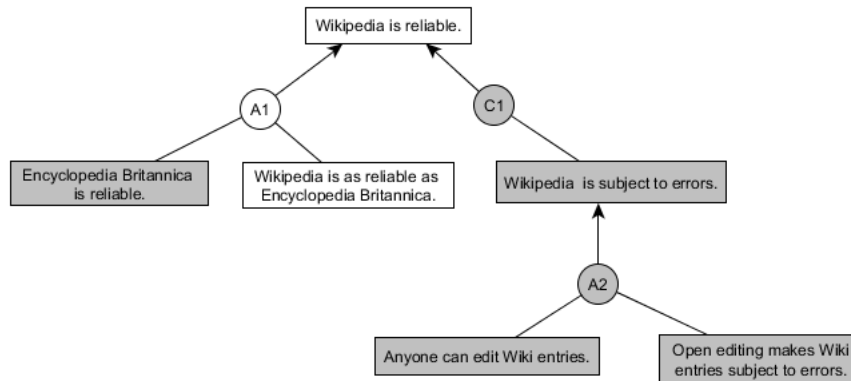 Wikipedia is reliable.
A1
C1
Encyclopedia Britannica
is reliable.
Wikipedia is as reliable as
Encyclopedia Britannica.
Wikipedia is subject to errors.
A2
Anyone can edit Wiki entries.
Open editing makes Wiki
entries subject to errors.